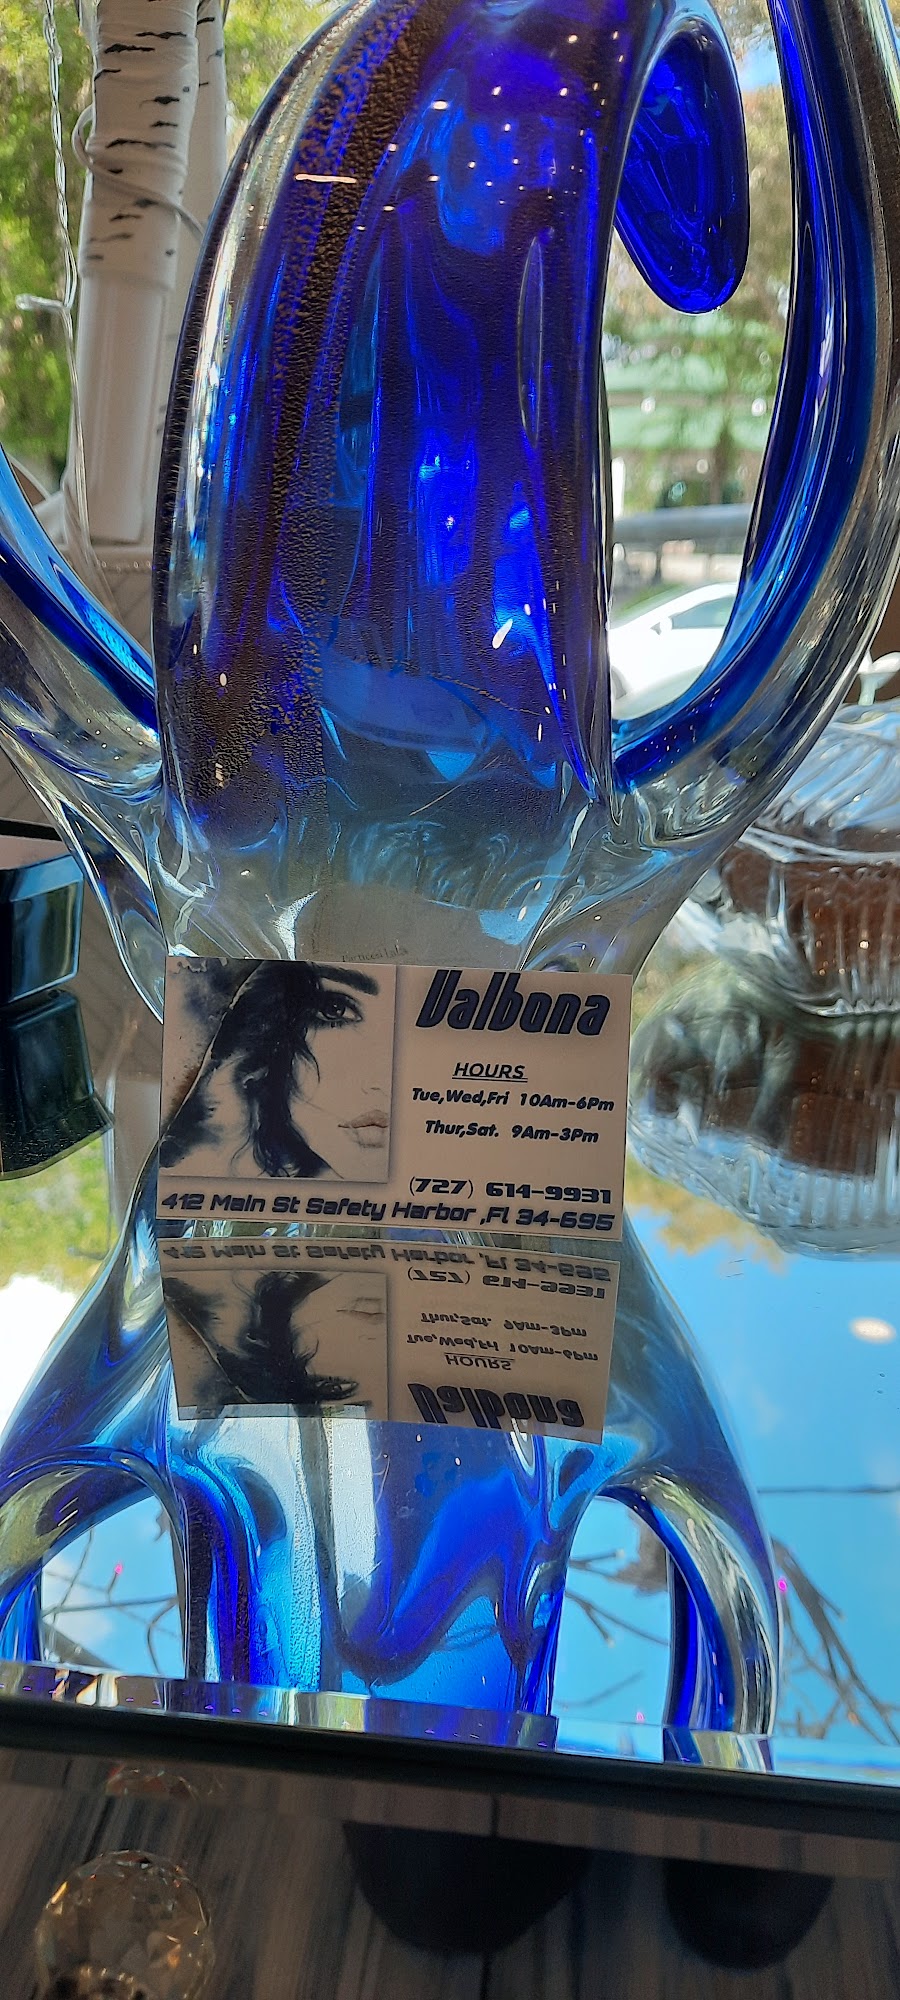 Valbona
HOURS
Tue,Wed,Fri 10Am-6Pm
Thur,Sat. 9Am-3Pm
(727) 614-9931
412 Main St Safety Harbor ,Fl 34-695